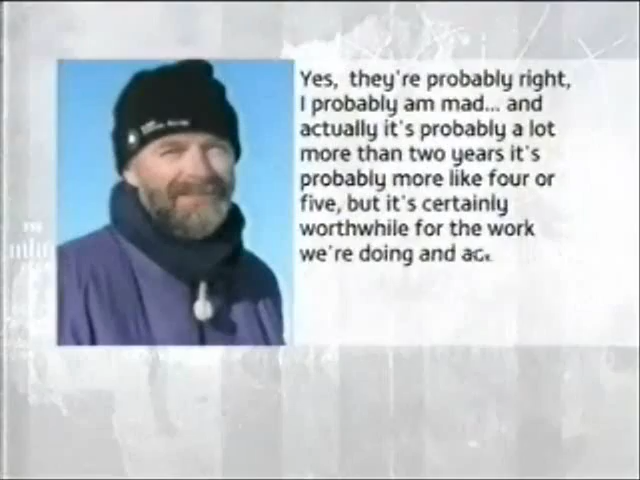 Yes, they're probably right,
I probably am mad... and
actually it's probably a lot
more than two years it's
probably more like four or
five, but it's certainly
worthwhile for the work
we're doing and